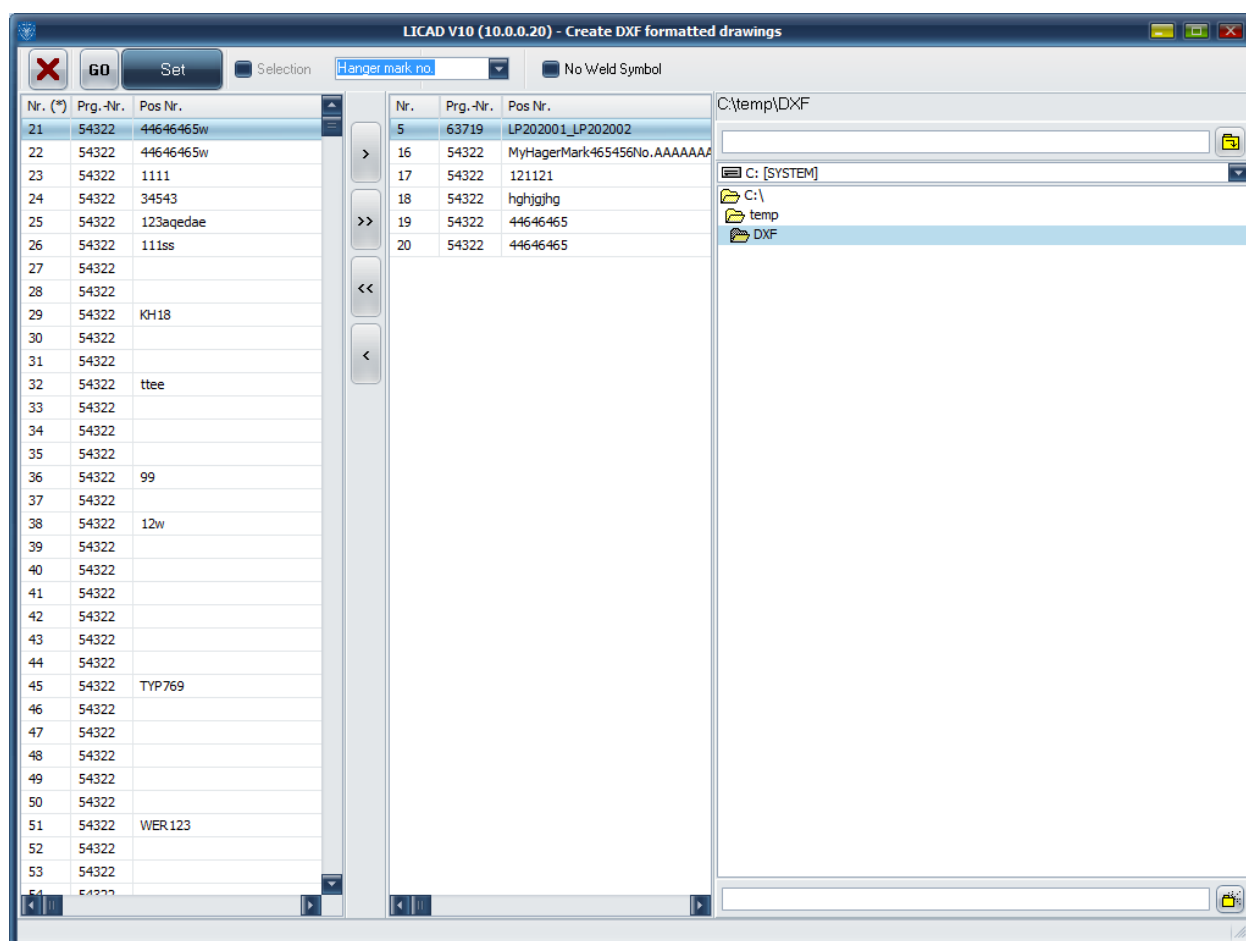 LICAD V10 (10.0.0.20) - Create DXF formatted drawings
GO Set Selection Hanger mark no. No Weld Symbol
Nr. (*) Prg.-Nr. Pos Nr.
21 54322 44646465w
22 54322 44646465w
23 54322 1111
24 54322 34543
25 54322 123aqedae
26 54322 111ss
27 54322
28 54322
29 54322 KH18
30 54322
31 54322
32 54322 ttee
33 54322
34 54322
35 54322
36 54322 99
37 54322
38 54322 12w
39 54322
40 54322
41 54322
42 54322
43 54322
44 54322
45 54322 TYP769
46 54322
47 54322
48 54322
49 54322
50 54322
51 54322 WER123
52 54322
53 54322
54 54322
>
>>
<<
<
Nr. Prg.-Nr. Pos Nr.
5 63719 LP202001_LP202002
16 54322 MyHagerMark465456No.AAAAAAA
17 54322 121121
18 54322 hghjgjhg
19 54322 44646465
20 54322 44646465
C:\temp\DXF
C: [SYSTEM]
C:\
temp
DXF